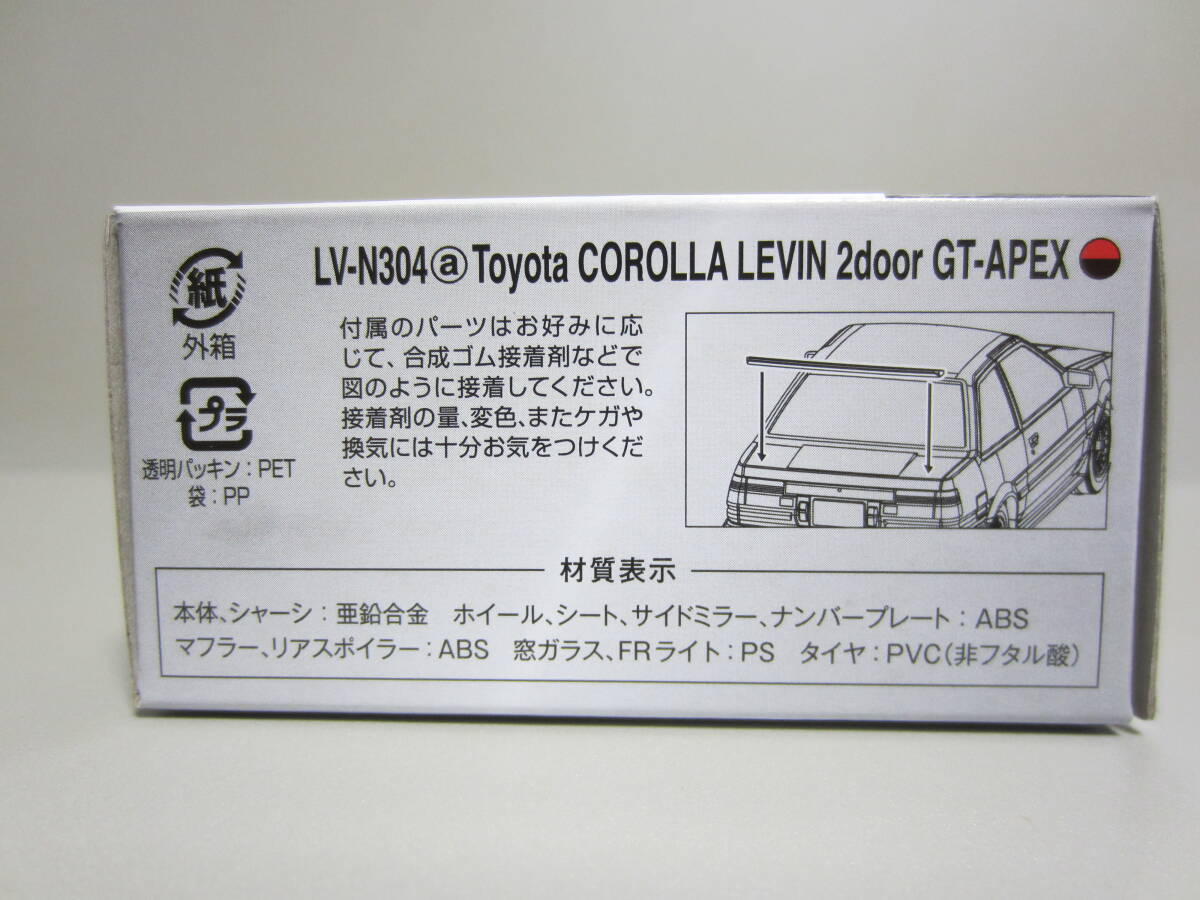 LV-N304ⓐToyota COROLLA LEVIN 2door GT-APEX
紙
外箱
プラ
透明パッキン：PET
袋：PP
付属のパーツはお好みに応
じて、合成ゴム接着剤などで
図のように接着してください。
接着剤の量、変色、またケガや
換気には十分お気をつけくだ
さい。
材質表示
本体、シャーシ：亜鉛合金　ホイール、シート、サイドミラー、ナンバープレート：ABS
マフラー、リアスポイラー：ABS　窓ガラス、FRライト：PS　タイヤ：PVC（非フタル酸）